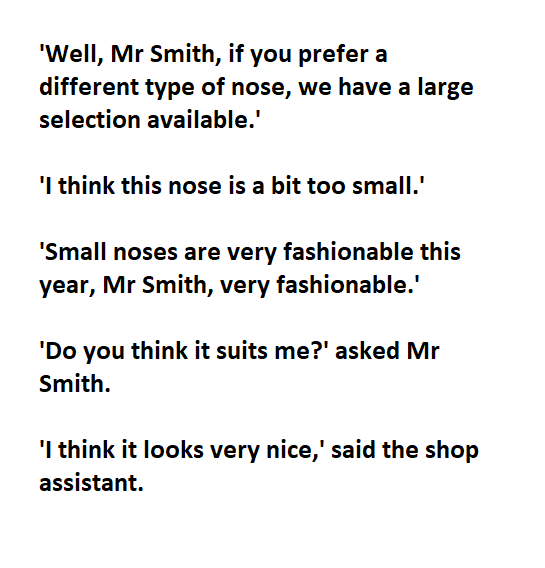 'Well, Mr Smith, if you prefer a
different type of nose, we have a large
selection available.'
'I think this nose is a bit too small.'
'Small noses are very fashionable this
year, Mr Smith, very fashionable.'
'Do you think it suits me?' asked Mr
Smith.
'I think it looks very nice,' said the shop
assistant.